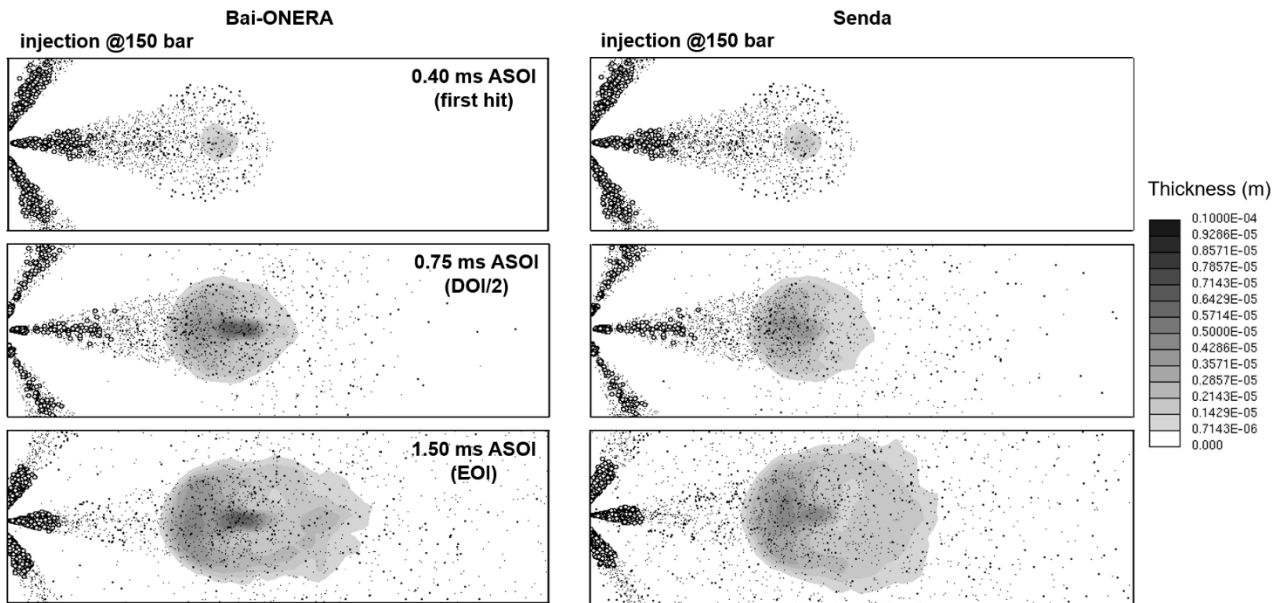 Bai-ONERA
Senda
injection @150 bar
injection @150 bar
0.40 ms ASOI
(first hit)
0.75 ms ASOI
(DOI/2)
1.50 ms ASOI
(EOI)
Thickness (m)
0.1000E-04
0.9286E-05
0.8571E-05
0.7857E-05
0.7143E-05
0.6429E-05
0.5714E-05
0.5000E-05
0.4286E-05
0.3571E-05
0.2857E-05
0.2143E-05
0.1429E-05
0.7143E-06
0.000